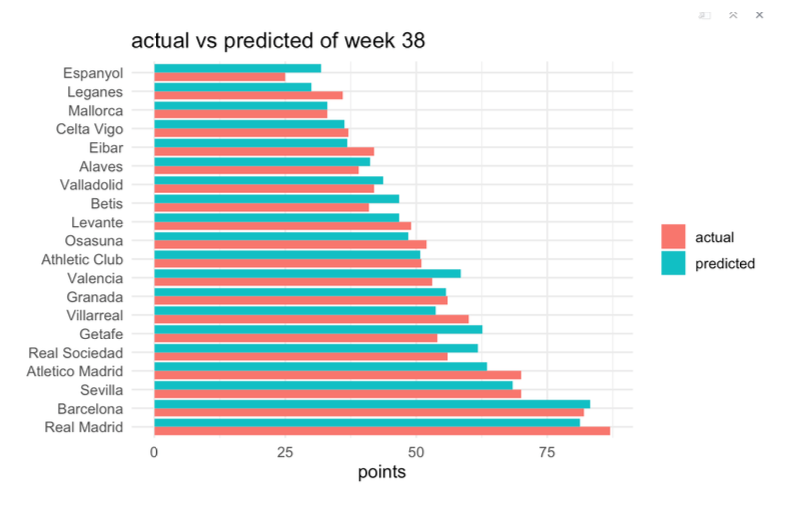 actual vs predicted of week 38
Espanyol
Leganes
Mallorca
Celta Vigo
Eibar
Alaves
Valladolid
Betis
Levante
Osasuna
Athletic Club
Valencia
Granada
Villarreal
Getafe
Real Sociedad
Atletico Madrid
Sevilla
Barcelona
Real Madrid
0 25 50 75
points
actual
predicted